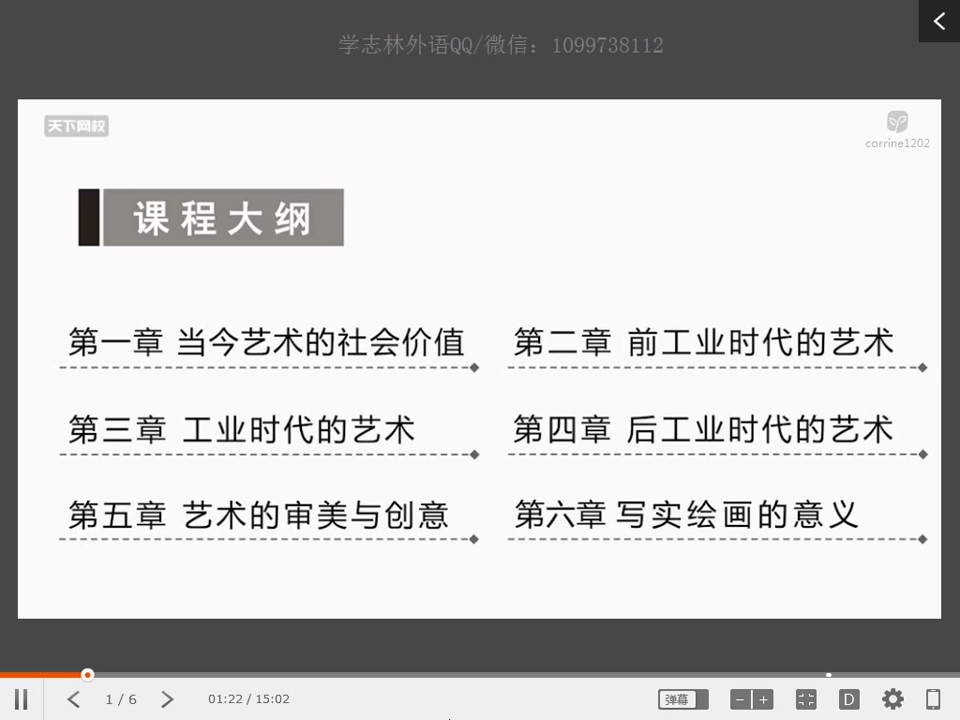 学志林外语QQ/微信：1099738112
天下网校
corrine1202
课程大纲
第一章 当今艺术的社会价值
第二章 前工业时代的艺术
第三章 工业时代的艺术
第四章 后工业时代的艺术
第五章 艺术的审美与创意
第六章 写实绘画的意义
1 / 6
01:22 / 15:02
弹幕
D